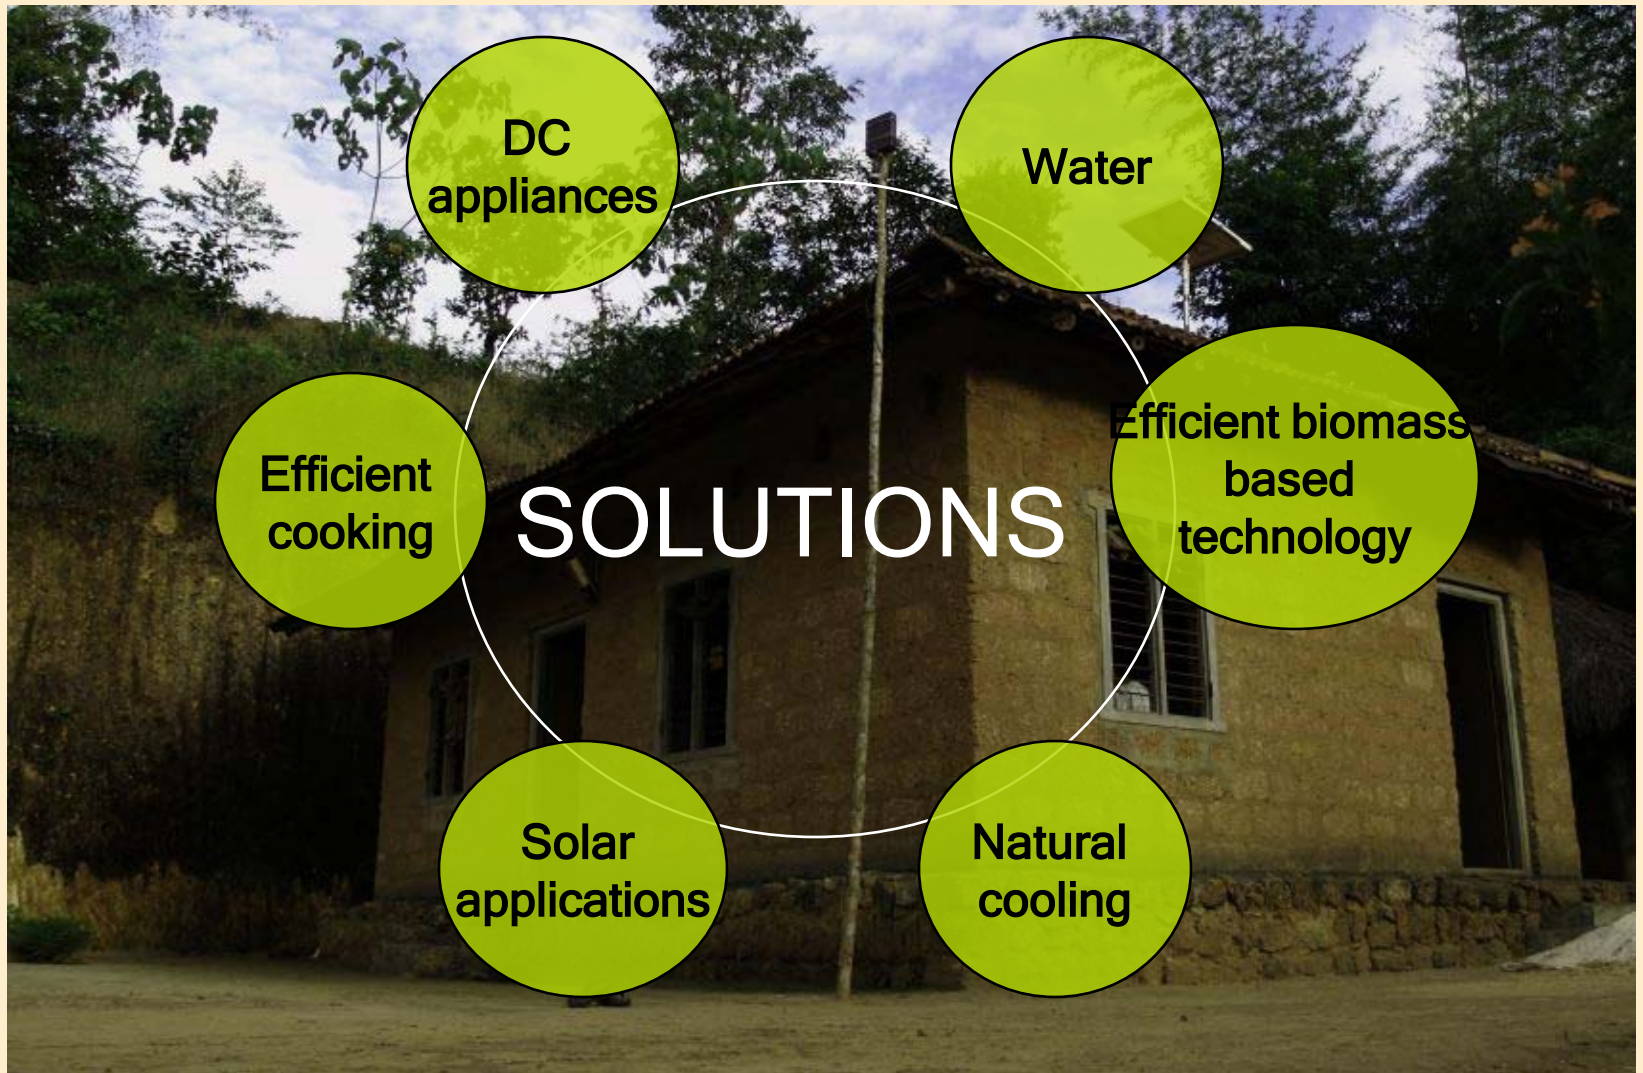 DC
appliances
Water
Efficient
cooking
SOLUTIONS
Efficient biomass
based
technology
Solar
applications
Natural
cooling